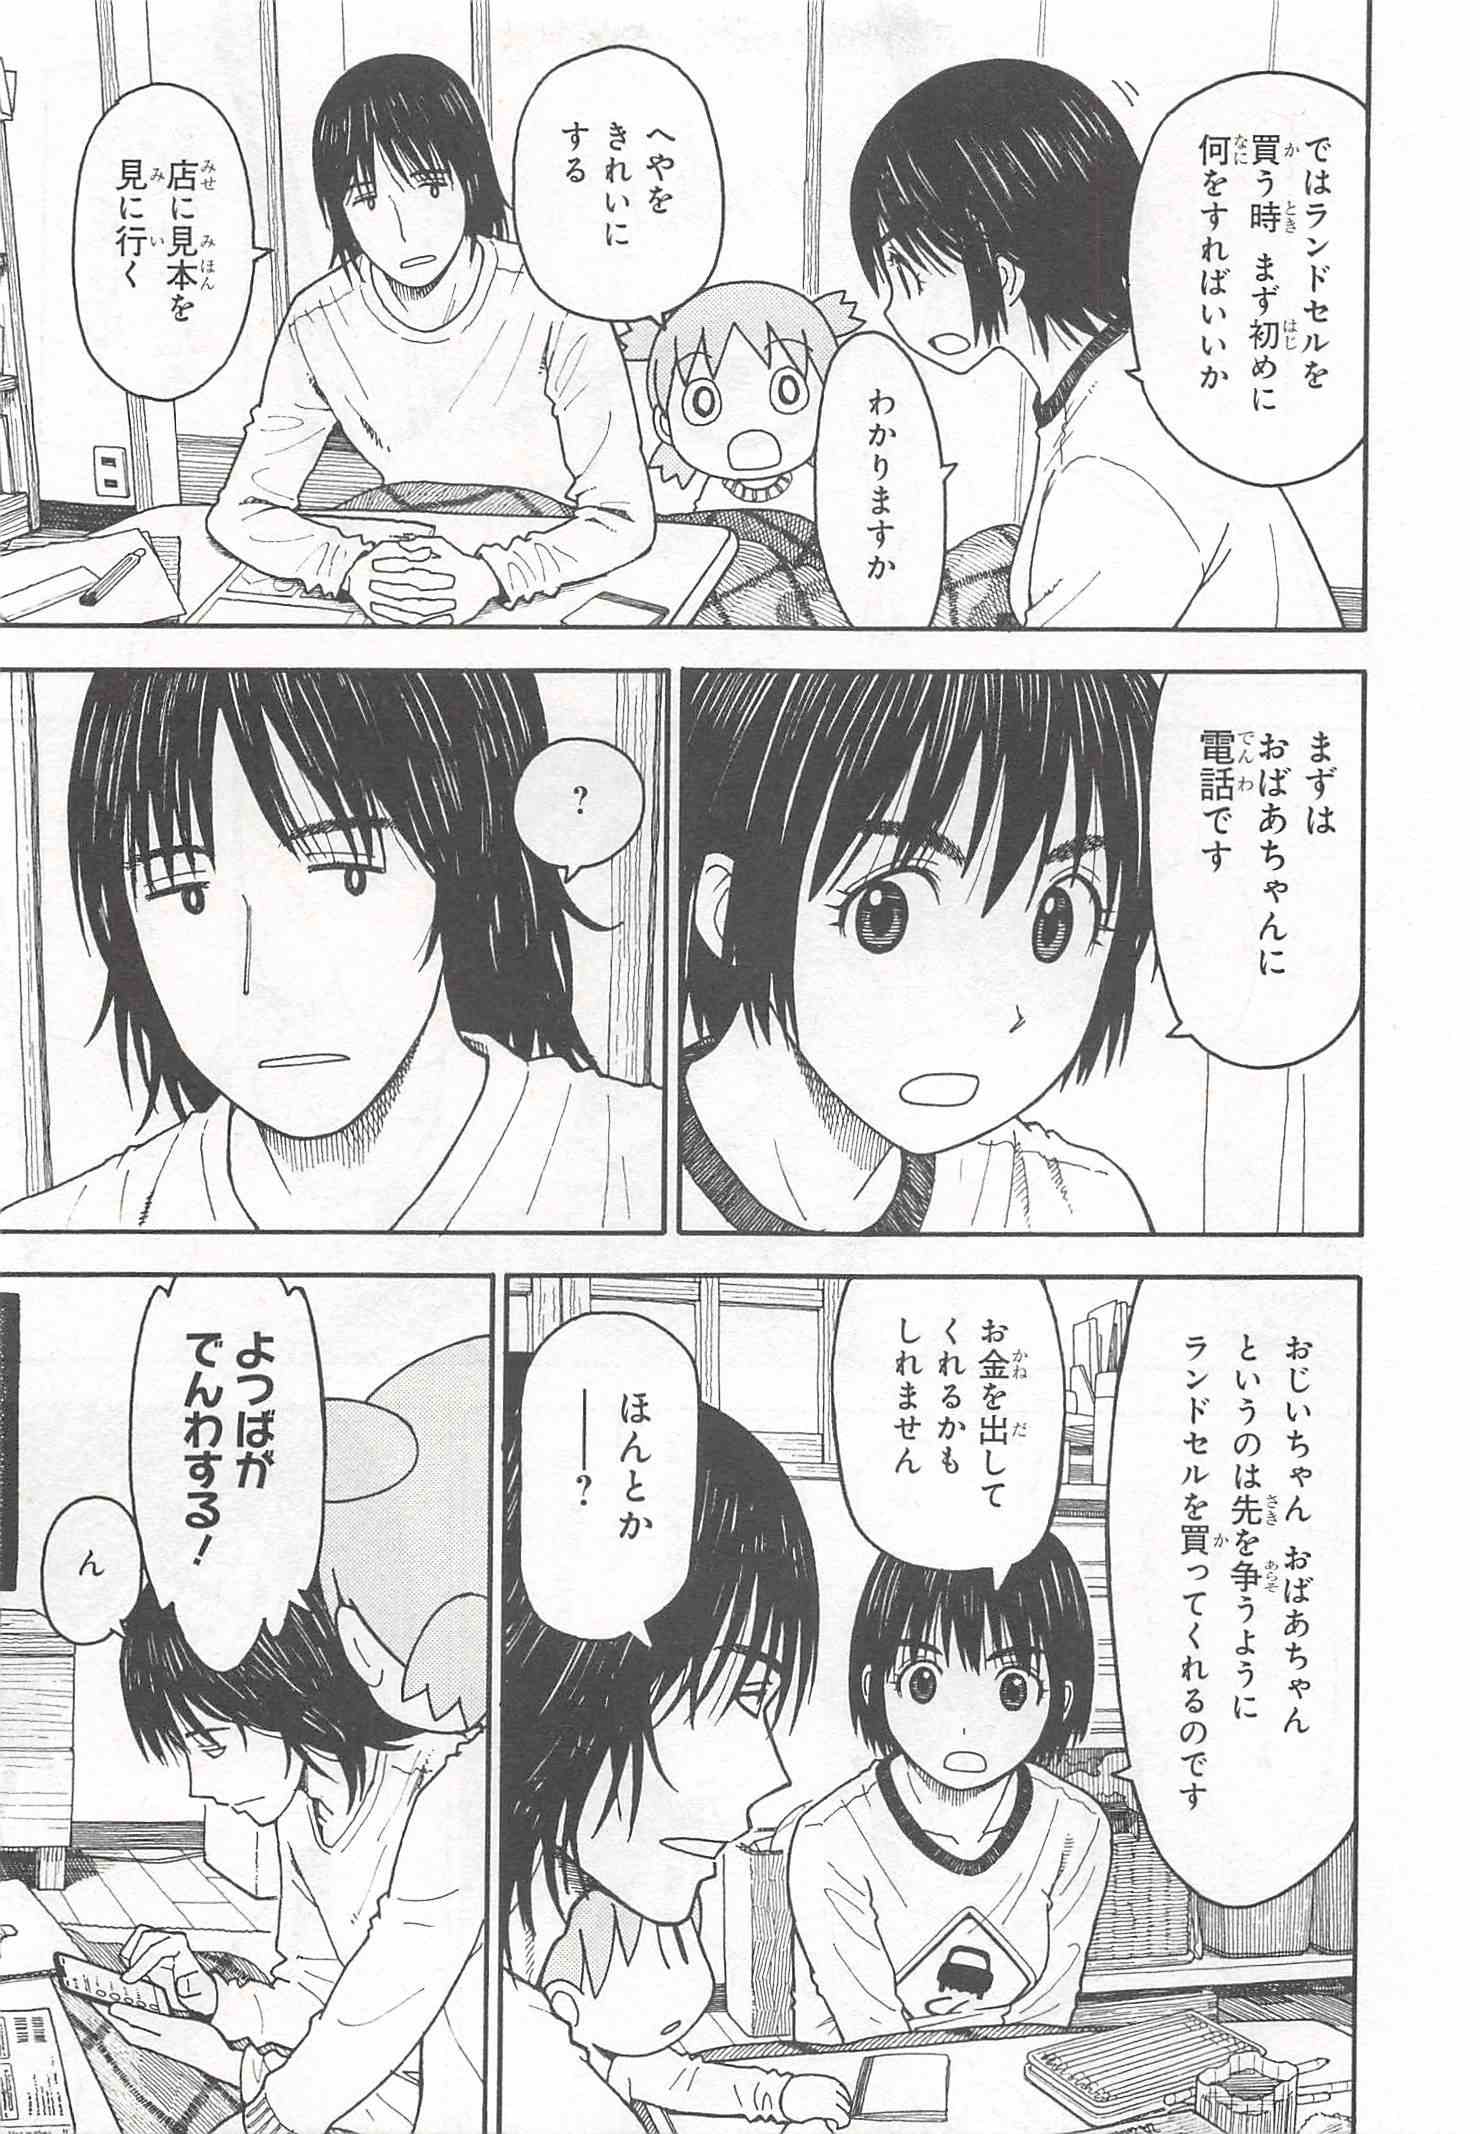 ではランドセルを
買う時 まず初めに
何をすればいいか
わかりますか
へやを
きれいに
する
店に見本を
見に行く
まずは
おばあちゃんに
電話です
?
おじいちゃん おばあちゃん
というのは先を争うように
ランドセルを買ってくれるのです
お金を出して
くれるかも
しれません
ほんとか
――?
よつばが
でんわする!
ん